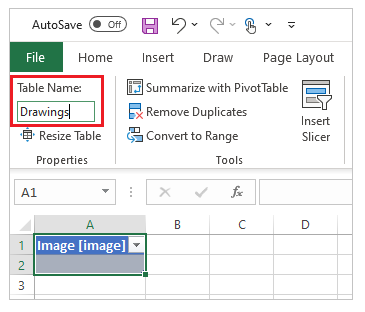 AutoSave Off
File Home Insert Draw Page Layout
Table Name:
Drawings
Resize Table
Properties
Summarize with PivotTable
Remove Duplicates
Convert to Range
Tools
Insert
Slicer
A1 fx
A B C D
1 Image [image]
2
3